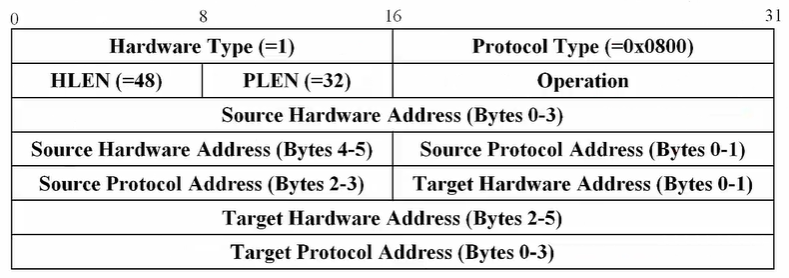 0 8 16 31
Hardware Type (=1) Protocol Type (=0x0800)
HLEN (=48) PLEN (=32) Operation
Source Hardware Address (Bytes 0-3)
Source Hardware Address (Bytes 4-5) Source Protocol Address (Bytes 0-1)
Source Protocol Address (Bytes 2-3) Target Hardware Address (Bytes 0-1)
Target Hardware Address (Bytes 2-5)
Target Protocol Address (Bytes 0-3)